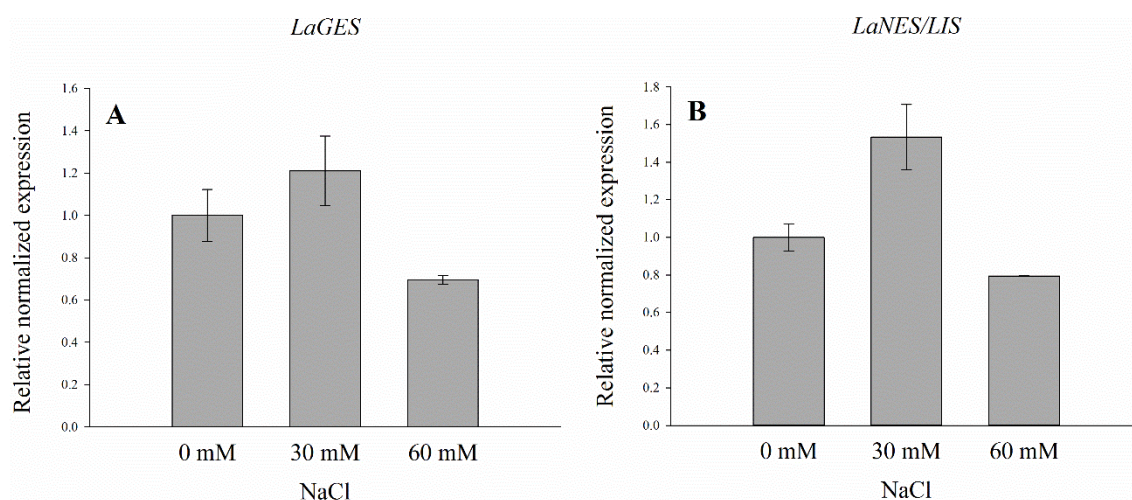 LaGES
A
Relative normalized expression
1.6
1.4
1.2
1.0
0.8
0.6
0.4
0.2
0.0
0 mM 30 mM 60 mM
NaCl
LaNES/LIS
B
Relative normalized expression
1.8
1.6
1.4
1.2
1.0
0.8
0.6
0.4
0.2
0.0
0 mM 30 mM 60 mM
NaCl